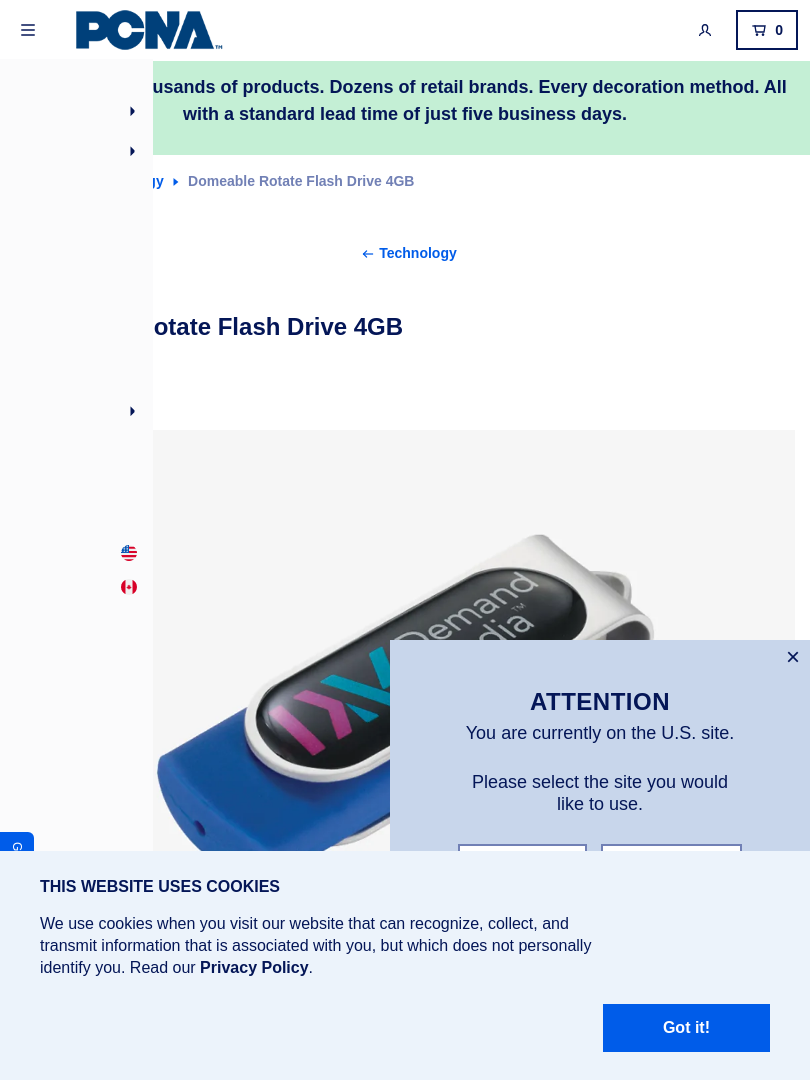 PCNA™
0
usands of products. Dozens of retail brands. Every decoration method. All
with a standard lead time of just five business days.
gy
Domeable Rotate Flash Drive 4GB
Technology
otate Flash Drive 4GB
Demand
dia™
ATTENTION
You are currently on the U.S. site.
Please select the site you would
like to use.
G
THIS WEBSITE USES COOKIES
We use cookies when you visit our website that can recognize, collect, and
transmit information that is associated with you, but which does not personally
identify you. Read our Privacy Policy.
Got it!